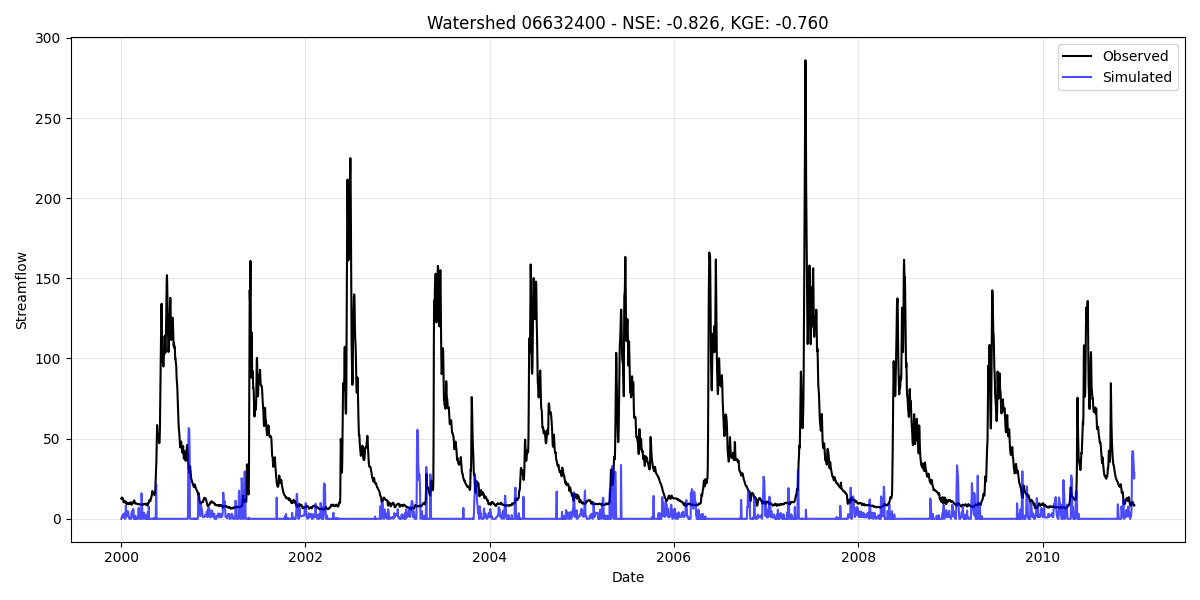 Watershed 06632400 - NSE: -0.826, KGE: -0.760
300
250
200
150
100
50
0
Streamflow
Observed
Simulated
2000 2002 2004 2006 2008 2010
Date